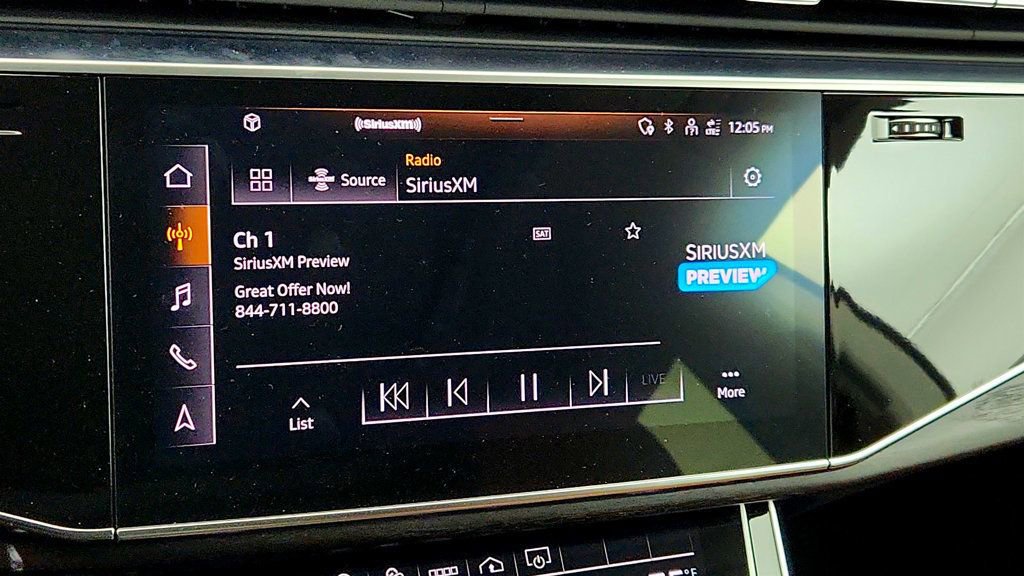 SiriusXM
LTE 12:05 PM
Radio
Source
SiriusXM
Ch 1
SAT
SiriusXM Preview
SIRIUSXM
PREVIEW
Great Offer Now!
844-711-8800
LIVE
List
More
°F